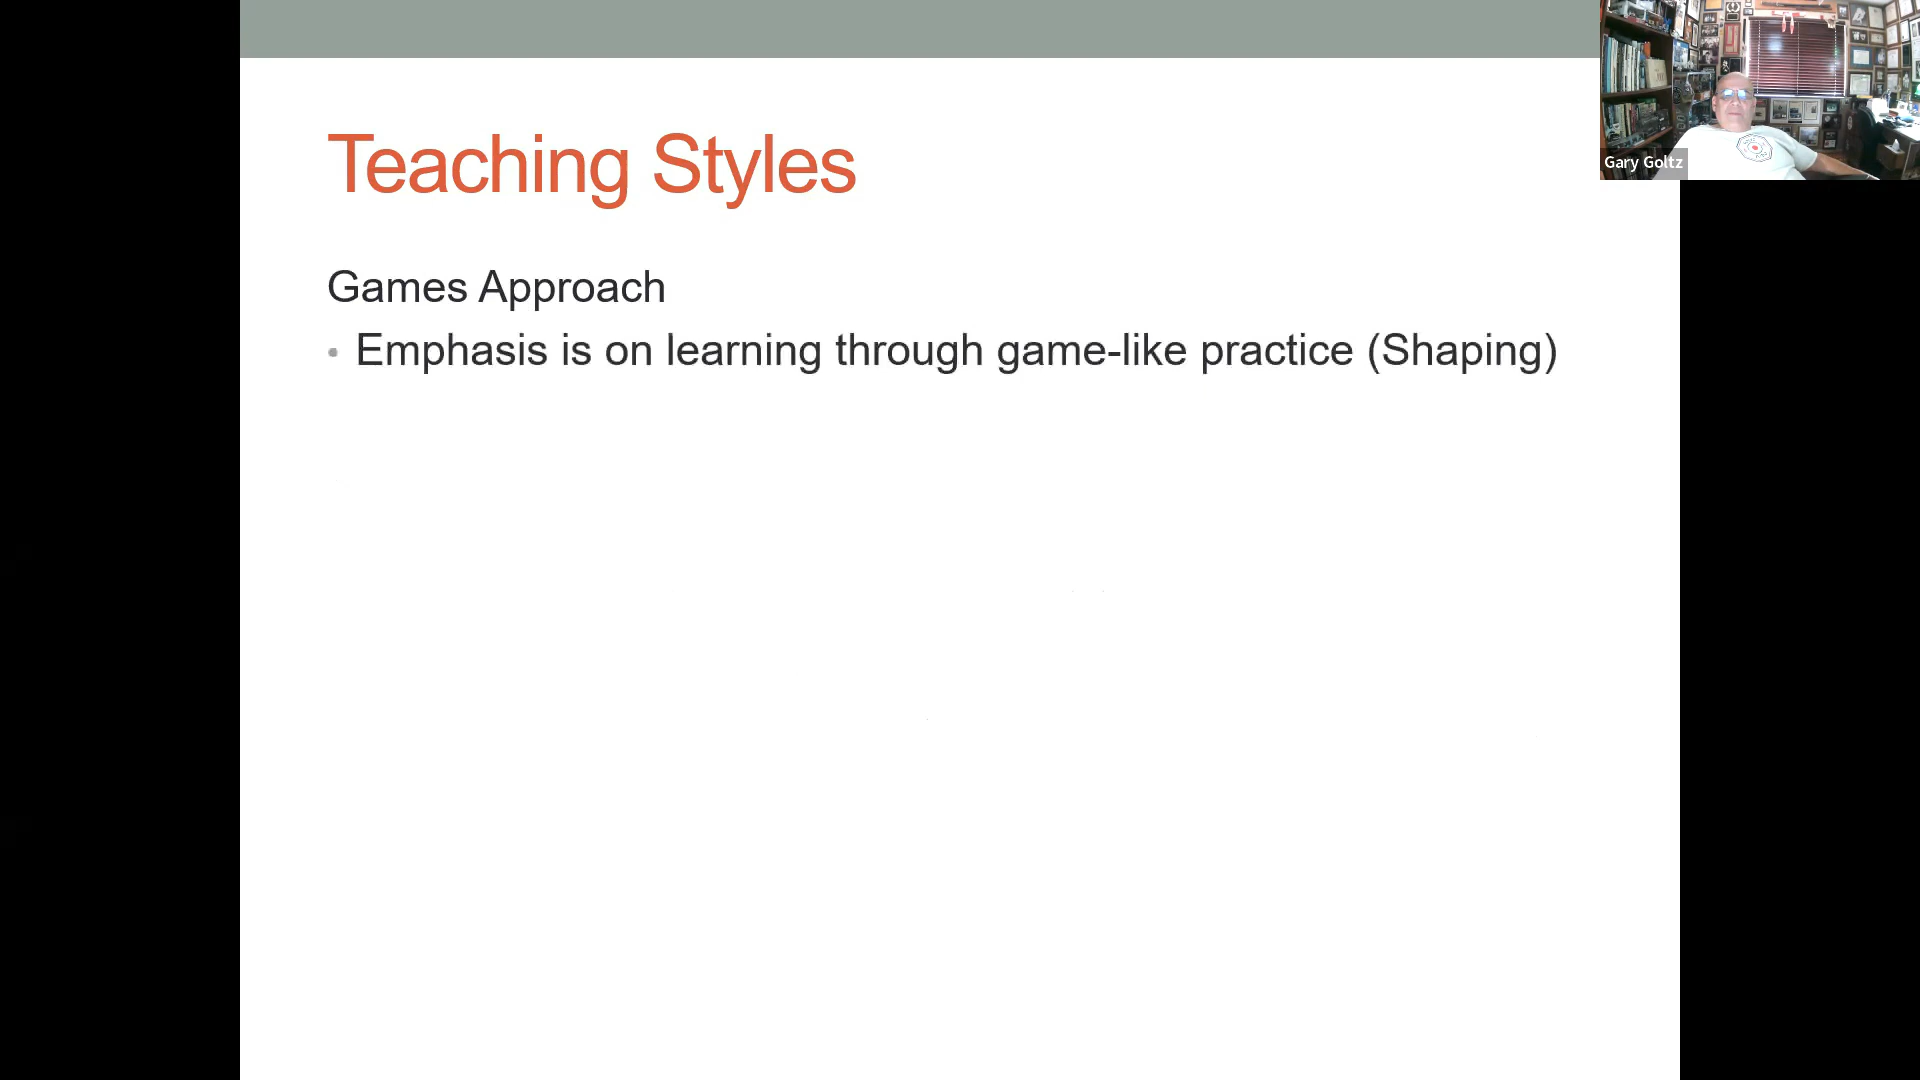 Teaching Styles
Games Approach
• Emphasis is on learning through game-like practice (Shaping)
Gary Goltz